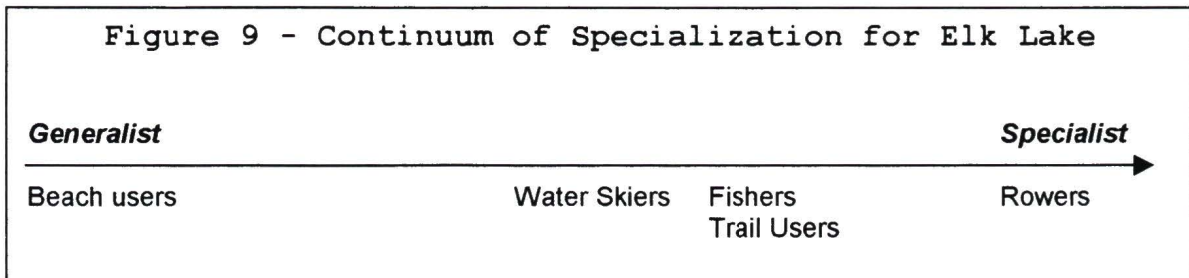 Figure 9 - Continuum of Specialization for Elk Lake
Generalist Specialist
Beach users Water Skiers Fishers Rowers
Trail Users